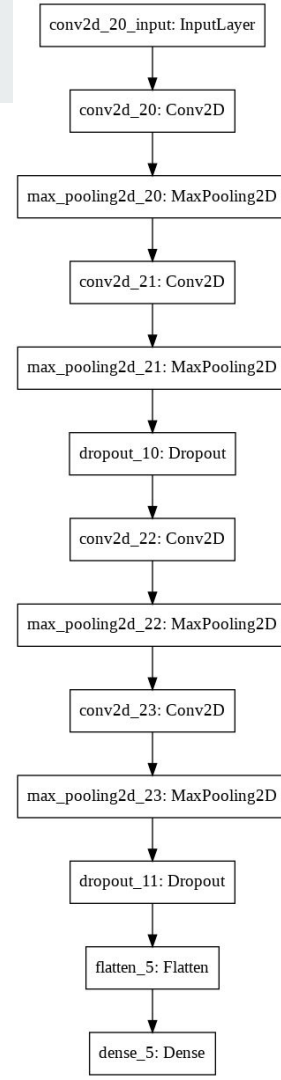 conv2d_20_input: InputLayer
conv2d_20: Conv2D
max_pooling2d_20: MaxPooling2D
conv2d_21: Conv2D
max_pooling2d_21: MaxPooling2D
dropout_10: Dropout
conv2d_22: Conv2D
max_pooling2d_22: MaxPooling2D
conv2d_23: Conv2D
max_pooling2d_23: MaxPooling2D
dropout_11: Dropout
flatten_5: Flatten
dense_5: Dense